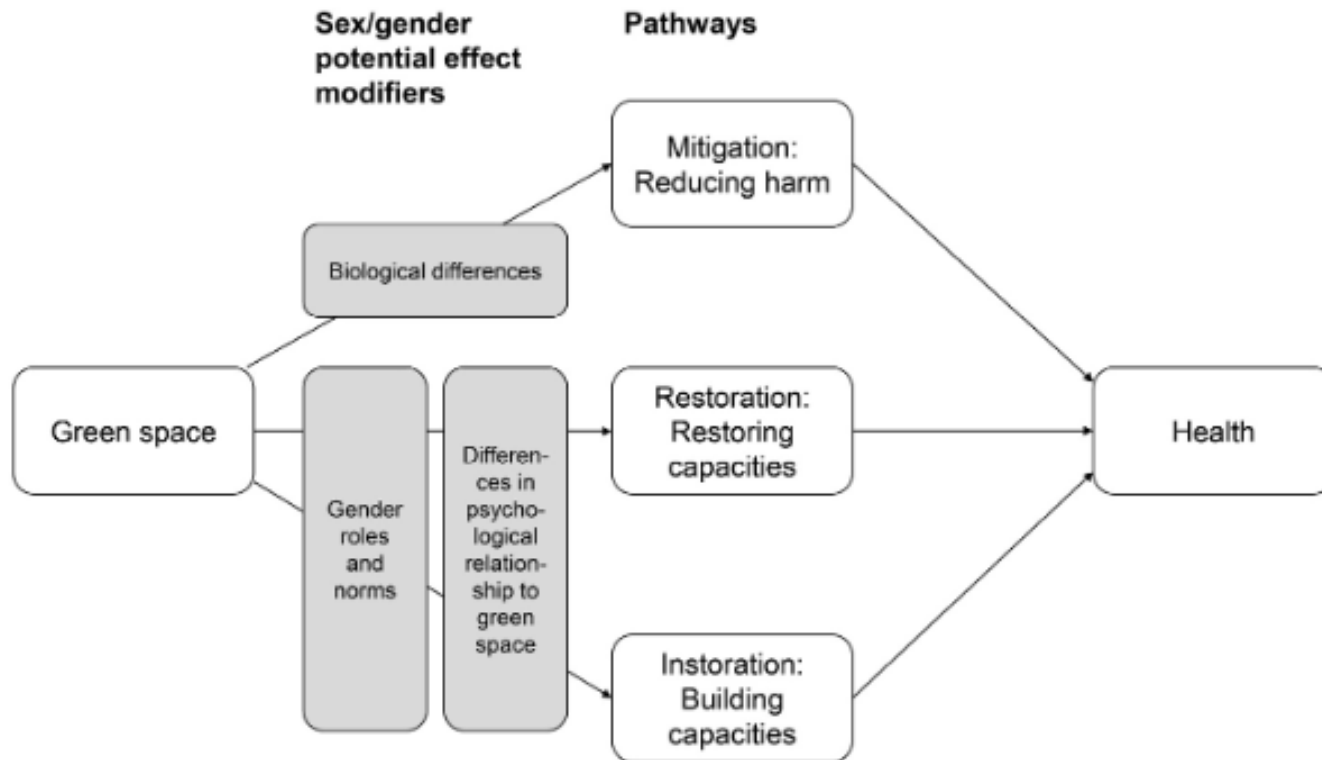 Sex/gender
potential effect
modifiers
Pathways
Mitigation:
Reducing harm
Biological differences
Green space
Gender
roles
and
norms
Differen-
ces in
psycho-
logical
relation-
ship to
green
space
Restoration:
Restoring
capacities
Health
Instoration:
Building
capacities